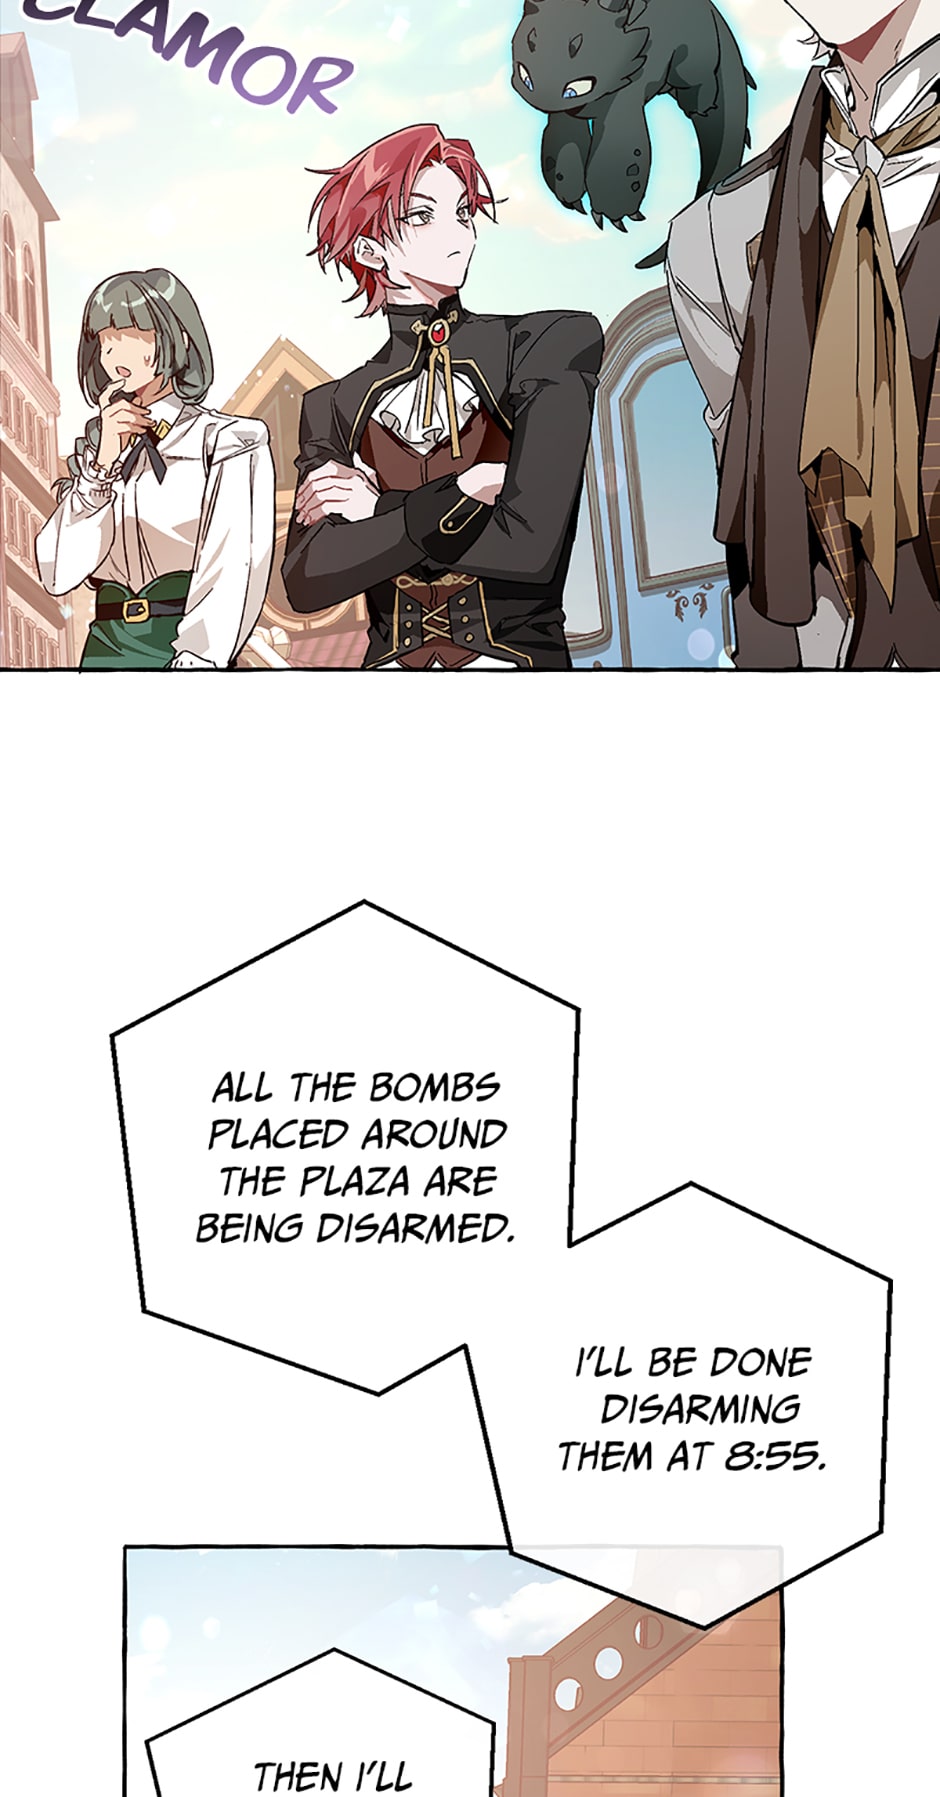 CLAMOR
ALL THE BOMBS
PLACED AROUND
THE PLAZA ARE
BEING DISARMED.
I'LL BE DONE
DISARMING
THEM AT 8:55.
THEN I'LL